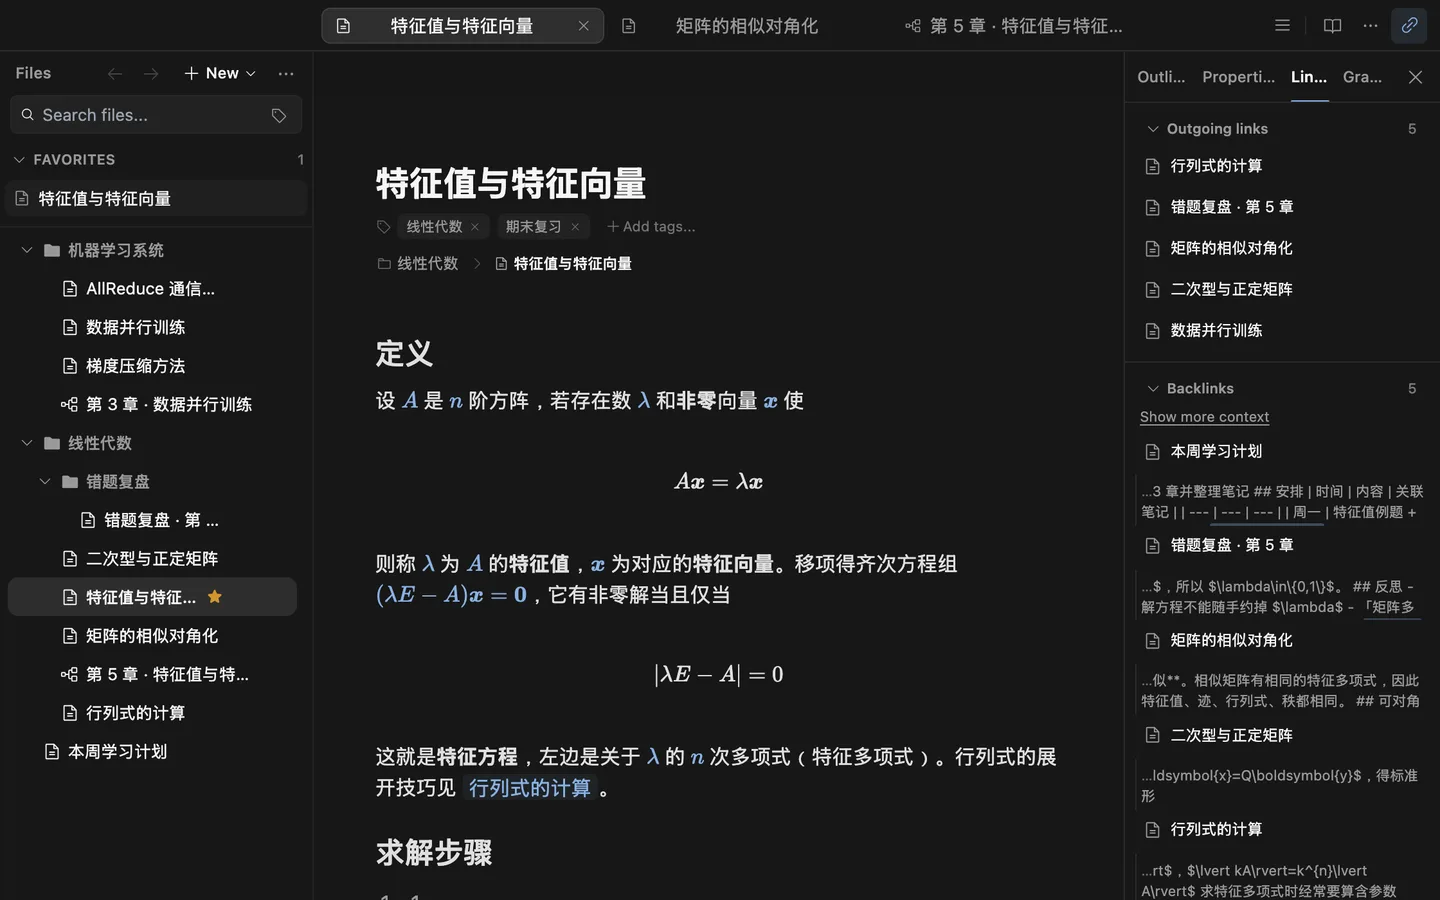 特征值与特征向量
矩阵的相似对角化
第 5 章 · 特征值与特征...
Files
New
Search files...
FAVORITES 1
特征值与特征向量
机器学习系统
AllReduce 通信...
数据并行训练
梯度压缩方法
第 3 章 · 数据并行训练
线性代数
错题复盘
错题复盘 · 第 ...
二次型与正定矩阵
特征值与特征...
矩阵的相似对角化
第 5 章 · 特征值与特...
行列式的计算
本周学习计划
特征值与特征向量
线性代数 × 期末复习 × + Add tags...
线性代数 > 特征值与特征向量
定义
设 A 是 n 阶方阵，若存在数 λ 和非零向量 x 使
Ax = λx
则称 λ 为 A 的特征值，x 为对应的特征向量。移项得齐次方程组
(λE − A)x = 0，它有非零解当且仅当
|λE − A| = 0
这就是特征方程，左边是关于 λ 的 n 次多项式（特征多项式）。行列式的展
开技巧见 行列式的计算 。
求解步骤
Outli... Properti... Lin... Gra...
Outgoing links 5
行列式的计算
错题复盘 · 第 5 章
矩阵的相似对角化
二次型与正定矩阵
数据并行训练
Backlinks 5
Show more context
本周学习计划
...3 章并整理笔记 ## 安排 | 时间 | 内容 | 关联
笔记 | | --- | --- | --- | | 周一 | 特征值例题 +
错题复盘 · 第 5 章
...$，所以 $\lambda\in\{0,1\}$。 ## 反思 -
解方程不能随手约掉 $\lambda$ - 「矩阵多
矩阵的相似对角化
...似**。相似矩阵有相同的特征多项式，因此
特征值、迹、行列式、秩都相同。 ## 可对角
二次型与正定矩阵
...ldsymbol{x}=Q\boldsymbol{y}$，得标准
形
行列式的计算
...rt$，$\lvert kA\rvert=k^{n}\lvert
A\rvert$ 求特征多项式时经常要算含参数